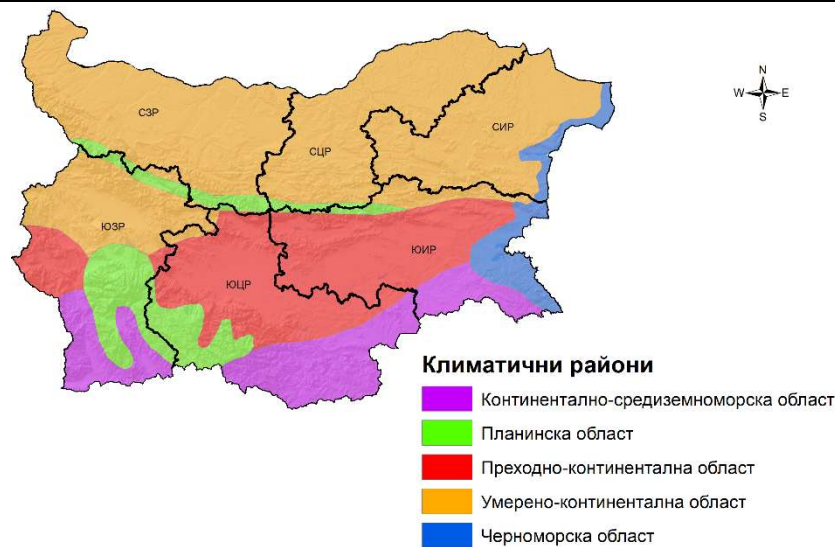 N
W E
S
СЗР
СЦР
СИР
ЮЗР
ЮЦР
ЮИР
Климатични райони
Континентално-средиземноморска област
Планинска област
Преходно-континентална област
Умерено-континентална област
Черноморска област